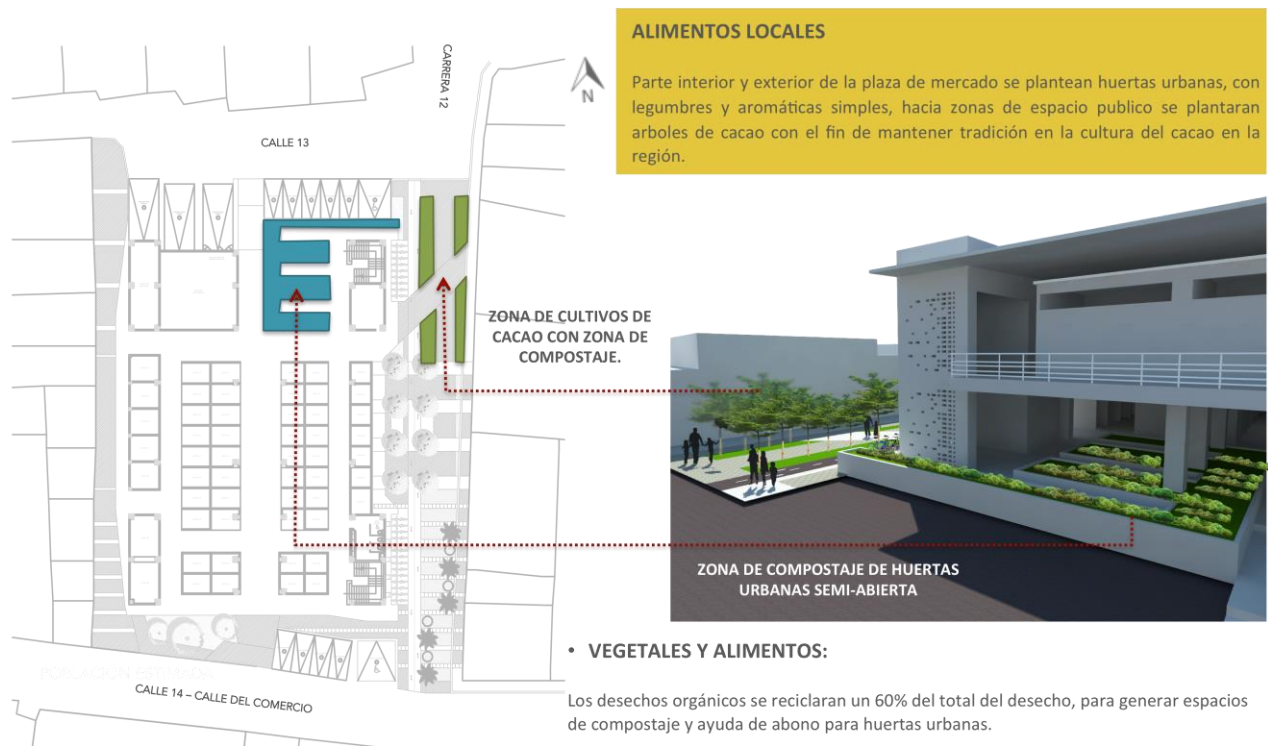 ALIMENTOS LOCALES
Parte interior y exterior de la plaza de mercado se plantean huertas urbanas, con
legumbres y aromáticas simples, hacia zonas de espacio publico se plantaran
arboles de cacao con el fin de mantener tradición en la cultura del cacao en la
región.
CARRERA 12
N
CALLE 13
ZONA DE CULTIVOS DE
CACAO CON ZONA DE
COMPOSTAJE.
ZONA DE COMPOSTAJE DE HUERTAS
URBANAS SEMI-ABIERTA
POBLACION ESTIMADA
CALLE 14 – CALLE DEL COMERCIO
• VEGETALES Y ALIMENTOS:
Los desechos orgánicos se reciclaran un 60% del total del desecho, para generar espacios
de compostaje y ayuda de abono para huertas urbanas.